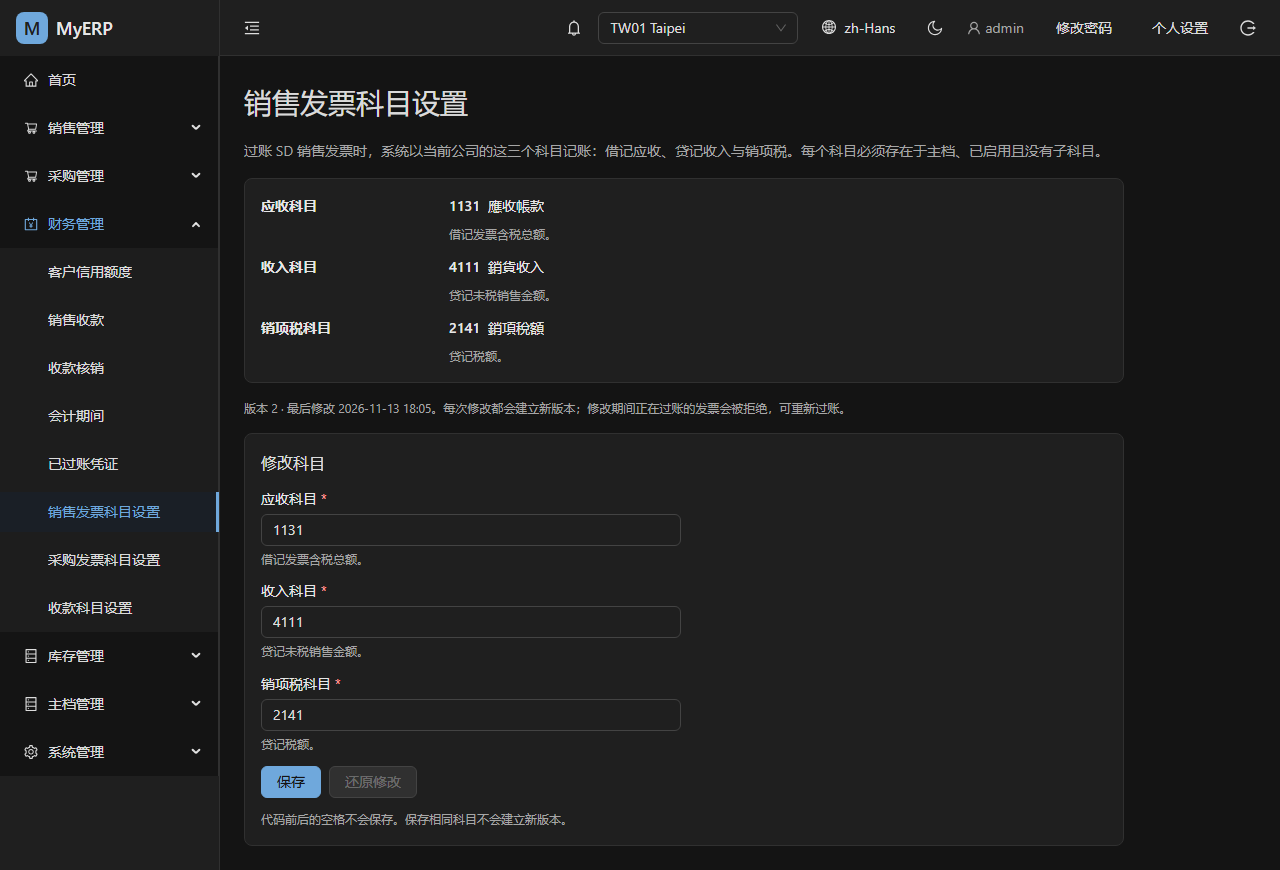 M MyERP
TW01 Taipei
zh-Hans
admin
修改密码
个人设置
首页
销售管理
采购管理
财务管理
客户信用额度
销售收款
收款核销
会计期间
已过账凭证
销售发票科目设置
采购发票科目设置
收款科目设置
库存管理
主档管理
系统管理
销售发票科目设置
过账 SD 销售发票时，系统以当前公司的这三个科目记账：借记应收、贷记收入与销项税。每个科目必须存在于主档、已启用且没有子科目。
应收科目 1131 應收帳款
借记发票含税总额。
收入科目 4111 銷貨收入
贷记未税销售金额。
销项税科目 2141 銷項稅額
贷记税额。
版本 2 · 最后修改 2026-11-13 18:05。每次修改都会建立新版本；修改期间正在过账的发票会被拒绝，可重新过账。
修改科目
应收科目 *
1131
借记发票含税总额。
收入科目 *
4111
贷记未税销售金额。
销项税科目 *
2141
贷记税额。
保存 还原修改
代码前后的空格不会保存。保存相同科目不会建立新版本。